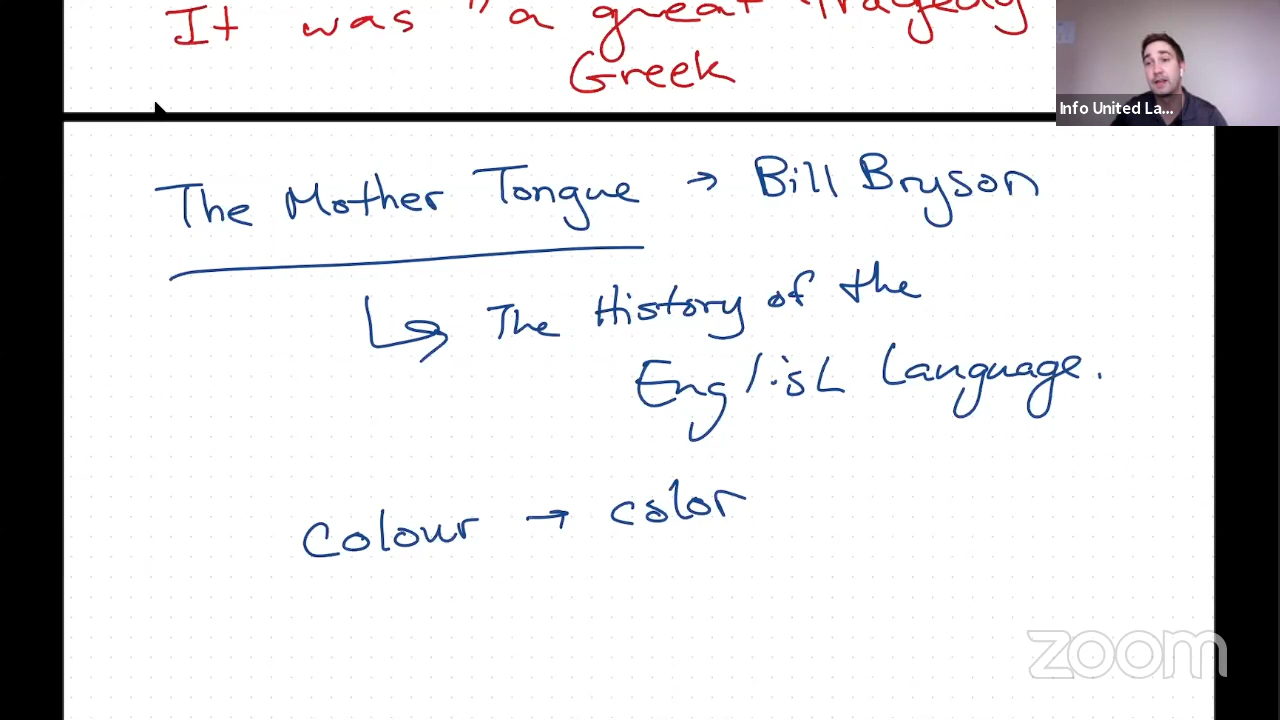 It was "a great tragedy
Greek
Info United La...
The Mother Tongue → Bill Bryson
↳ The History of the
English Language.
colour → color
zoom